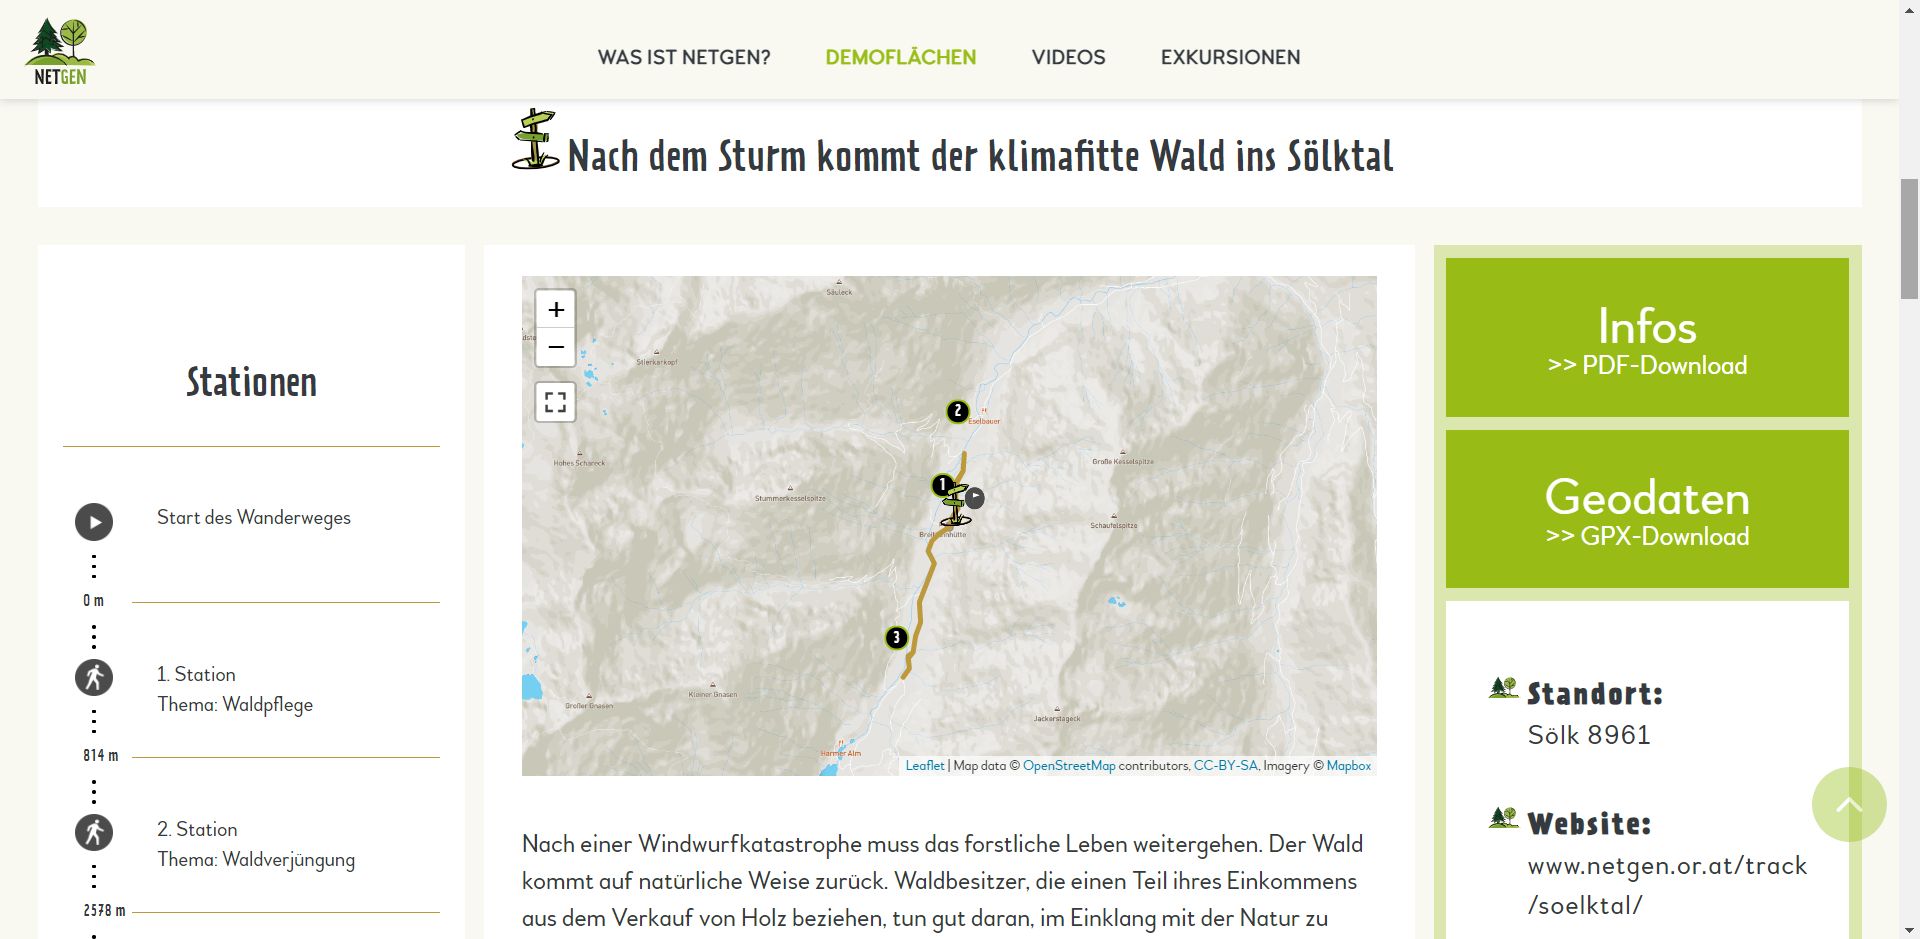 NETGEN
WAS IST NETGEN?
DEMOFLÄCHEN
VIDEOS
EXKURSIONEN
Nach dem Sturm kommt der klimafitte Wald ins Sölktal
Stationen
Start des Wanderweges
0 m
1. Station
Thema: Waldpflege
814 m
2. Station
Thema: Waldverjüngung
2578 m
+
−
Säuleck
Stierkarkopf
2
Eselbauer
Hohes Schareck
Große Kesselspitze
1
Stummerkesselspitze
Schaufelspitze
3
Kleiner Gnasen
Großer Gnasen
Jackerstageck
Harmer Alm
Leaflet | Map data © OpenStreetMap contributors, CC-BY-SA, Imagery © Mapbox
Nach einer Windwurfkatastrophe muss das forstliche Leben weitergehen. Der Wald
kommt auf natürliche Weise zurück. Waldbesitzer, die einen Teil ihres Einkommens
aus dem Verkauf von Holz beziehen, tun gut daran, im Einklang mit der Natur zu
Infos
>> PDF-Download
Geodaten
>> GPX-Download
Standort:
Sölk 8961
Website:
www.netgen.or.at/track
/soelktal/